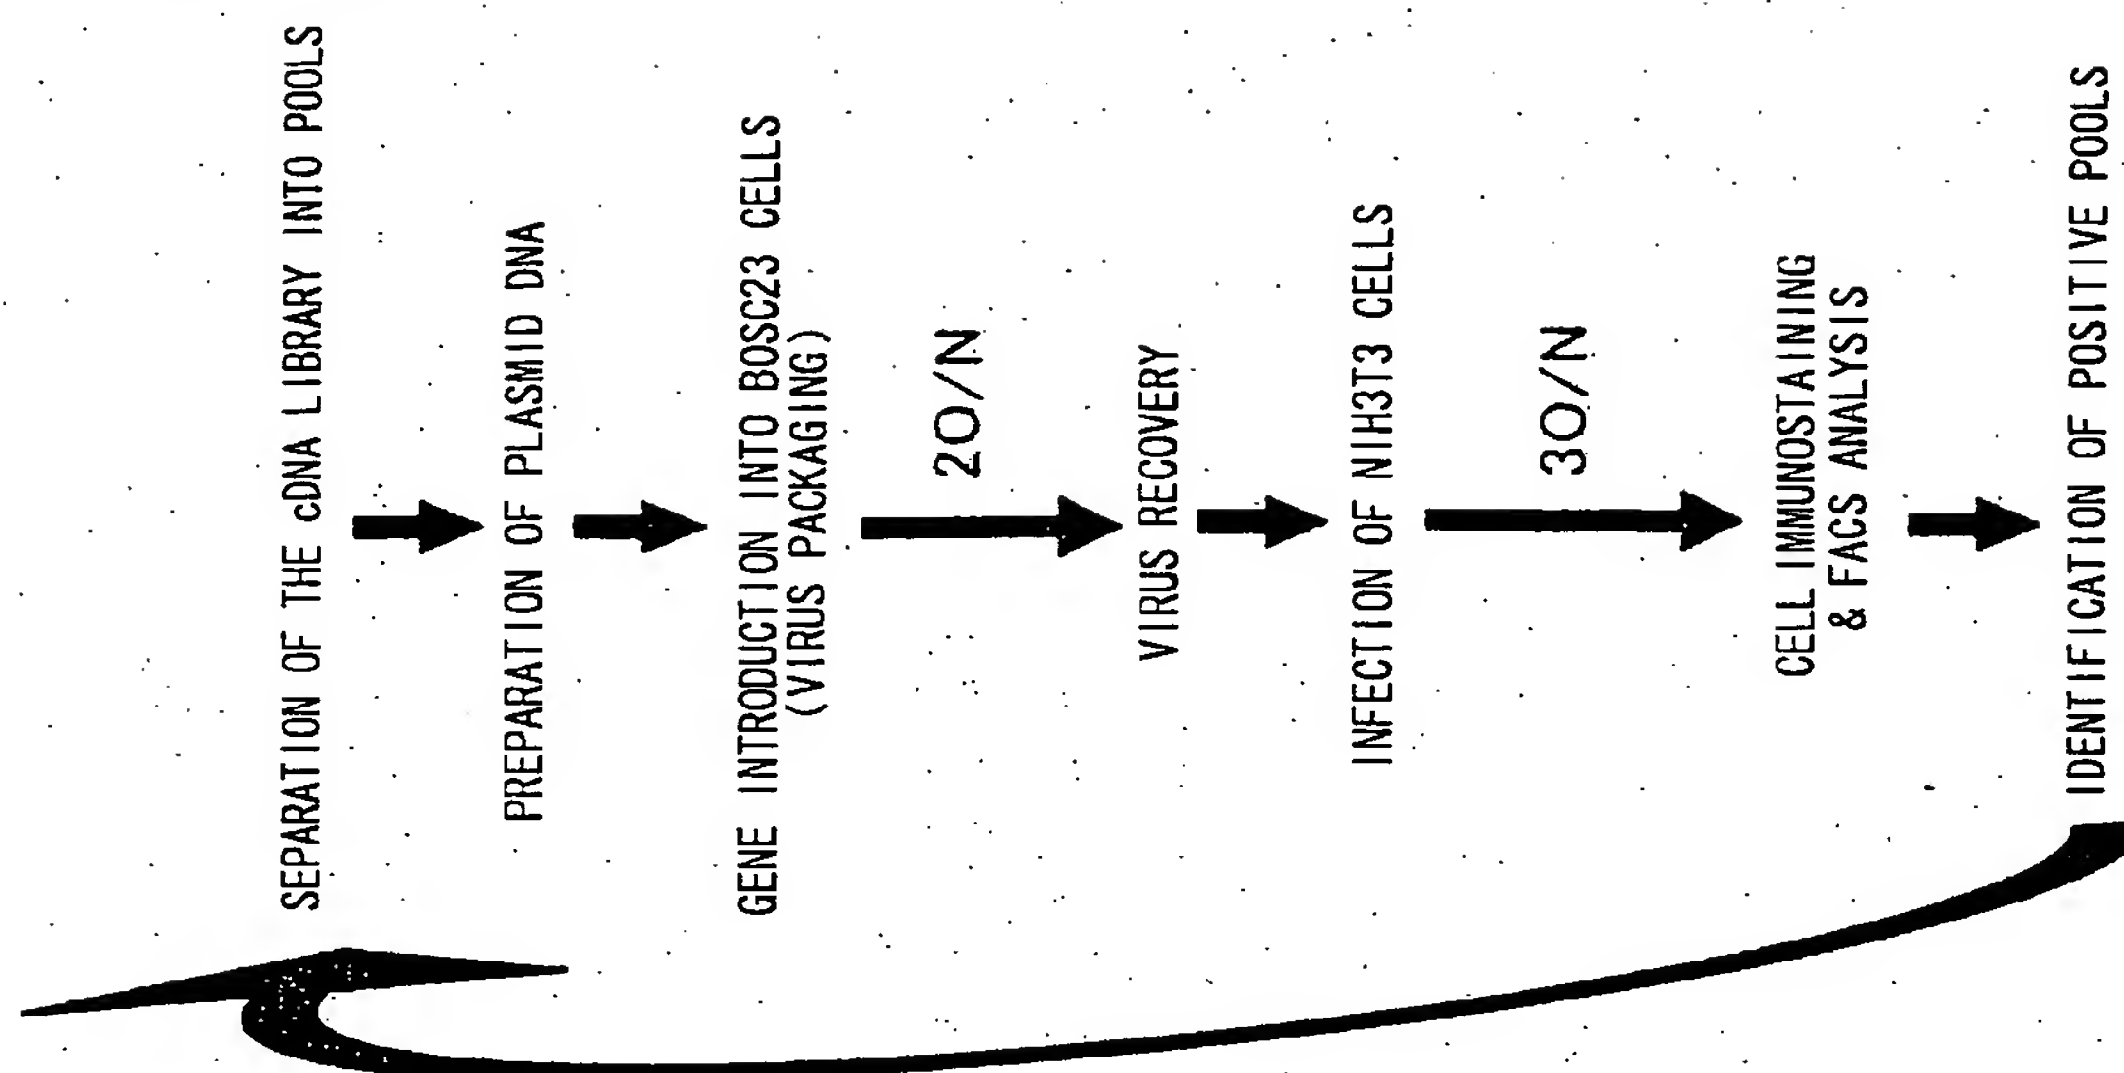 SEPARATION OF THE cDNA LIBRARY INTO POOLS
PREPARATION OF PLASMID DNA
GENE INTRODUCTION INTO BOSC23 CELLS
(VIRUS PACKAGING)
2O/N
VIRUS RECOVERY
INFECTION OF NIH3T3 CELLS
3O/N
CELL IMMUNOSTAINING
& FACS ANALYSIS
IDENTIFICATION OF POSITIVE POOLS